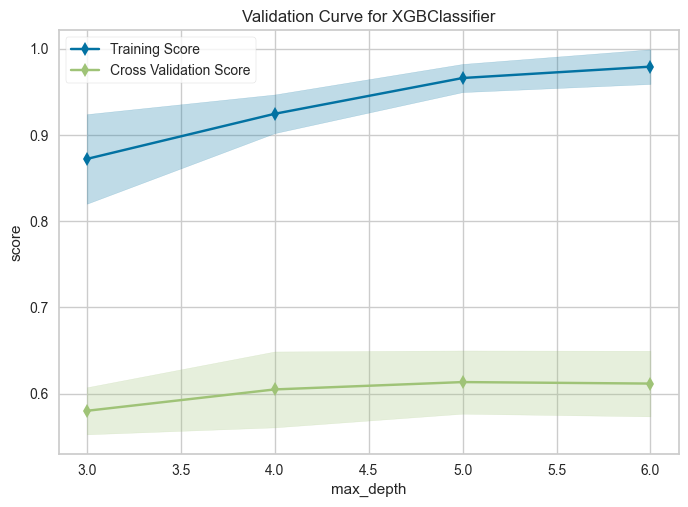 Validation Curve for XGBClassifier
Training Score
Cross Validation Score
1.0
0.9
0.8
0.7
0.6
score
3.0 3.5 4.0 4.5 5.0 5.5 6.0
max_depth